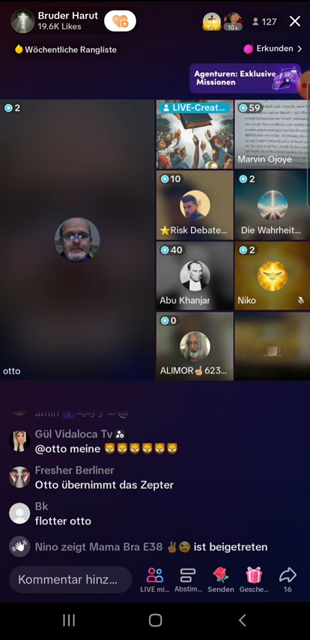 Bruder Harut
19.6K Likes
10+
127
Wöchentliche Rangliste
Erkunden >
Agenturen: Exklusive
Missionen
2
LIVE-Creat...
59
Marvin Ojoye
10
Risk Debate...
2
Die Wahrheit...
40
Abu Khanjar
2
Niko
0
ALIMOR☝623...
otto
Gül Vidaloca Tv
@otto meine 🦁🦁🦁🦁🦁🦁
Fresher Berliner
Otto übernimmt das Zepter
Bk
flotter otto
Nino zeigt Mama Bra E38 ✌😉 ist beigetreten
Kommentar hinz...
LIVE mi...
Abstim...
Senden
Gesche...
16